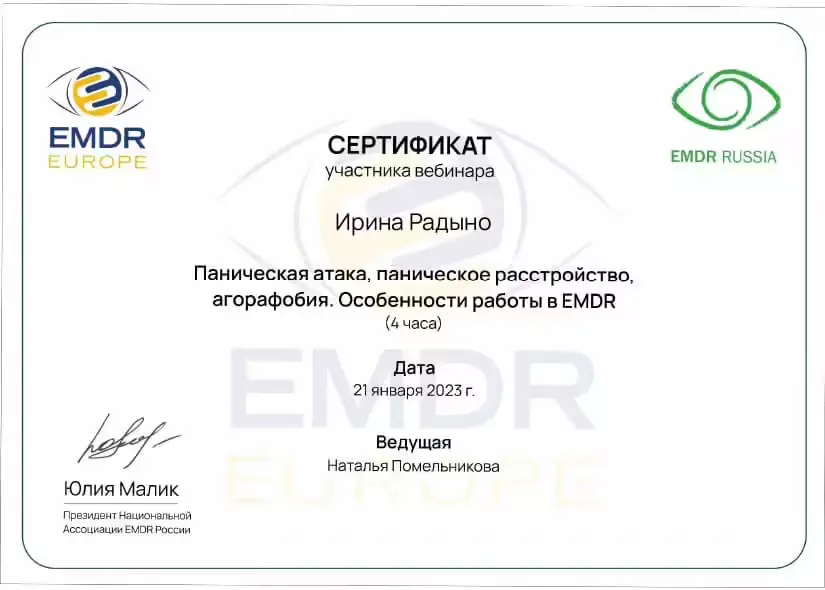 EMDR
EUROPE
EMDR RUSSIA
СЕРТИФИКАТ
участника вебинара
Ирина Радыно
Паническая атака, паническое расстройство,
агорафобия. Особенности работы в EMDR
(4 часа)
Дата
21 января 2023 г.
Ведущая
Наталья Помельникова
EMDR
EUROPE
Юлия Малик
Президент Национальной
Ассоциации EMDR России